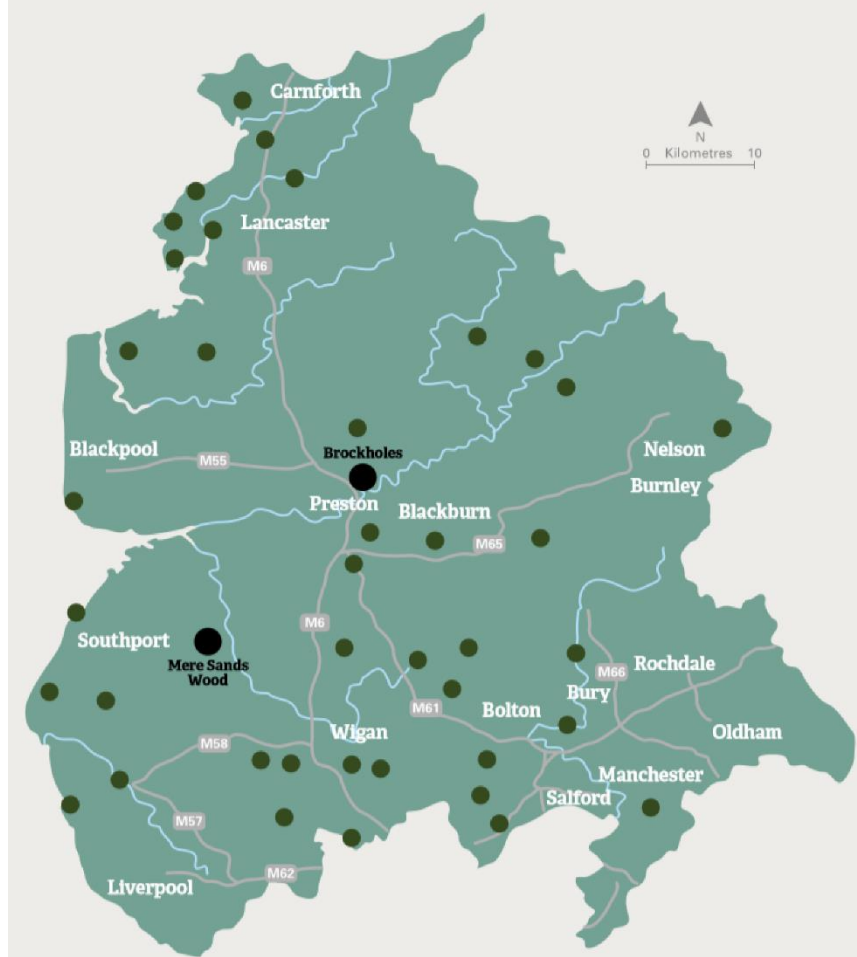 Carnforth
N
0 Kilometres 10
Lancaster
M6
Blackpool
M55
Brockholes
Preston
Nelson
Burnley
Blackburn
M65
Southport
Mere Sands
Wood
M6
M66
Rochdale
Bury
M61
Bolton
Wigan
Oldham
M58
Manchester
Salford
M57
M62
Liverpool